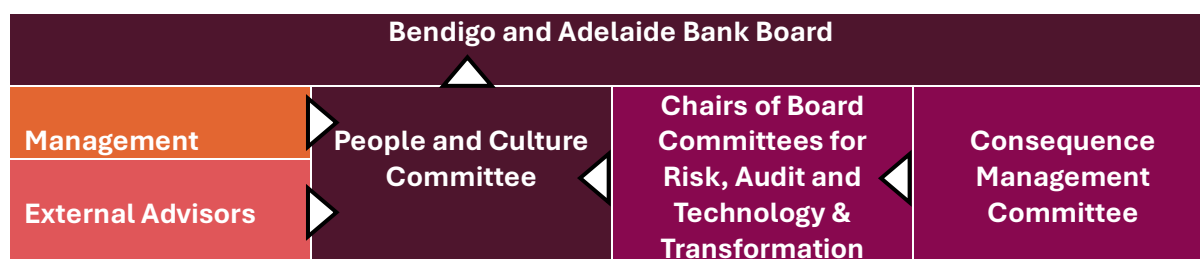 Bendigo and Adelaide Bank Board
Management
External Advisors
People and Culture
Committee
Chairs of Board
Committees for
Risk, Audit and
Technology &
Transformation
Consequence
Management
Committee